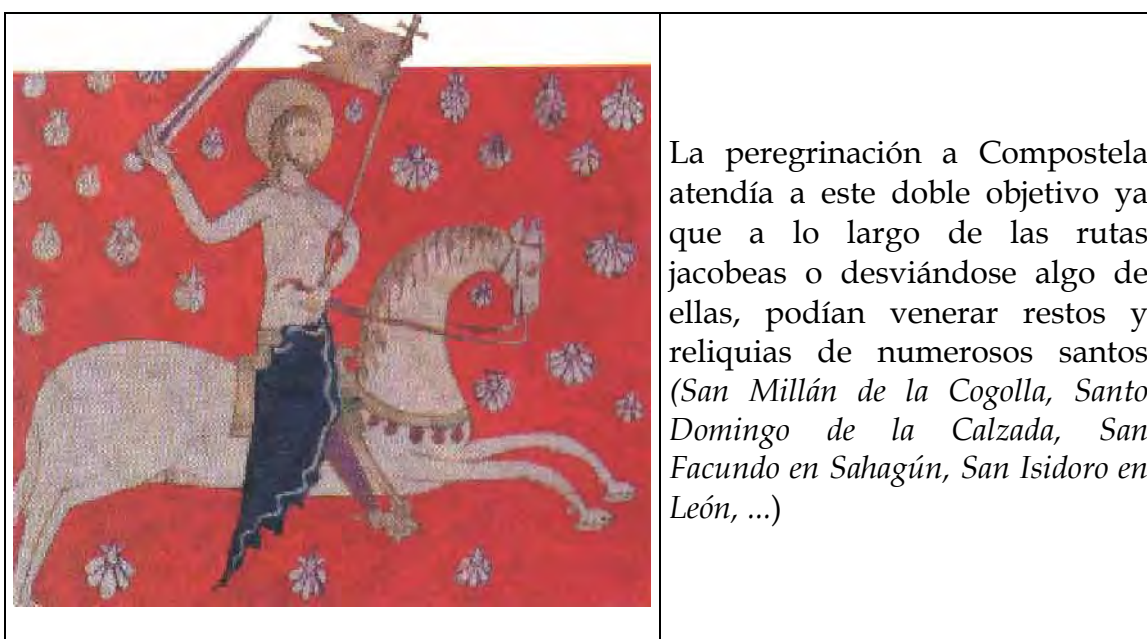 La peregrinación a Compostela
atendía a este doble objetivo ya
que a lo largo de las rutas
jacobeas o desviándose algo de
ellas, podían venerar restos y
reliquias de numerosos santos
(San Millán de la Cogolla, Santo
Domingo de la Calzada, San
Facundo en Sahagún, San Isidoro en
León, ...)